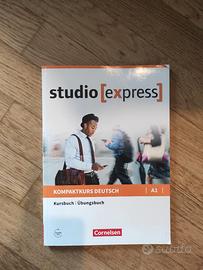 studio [express]
KOMPAKTKURS DEUTSCH A1
Kursbuch | Übungsbuch
Cornelsen
subito